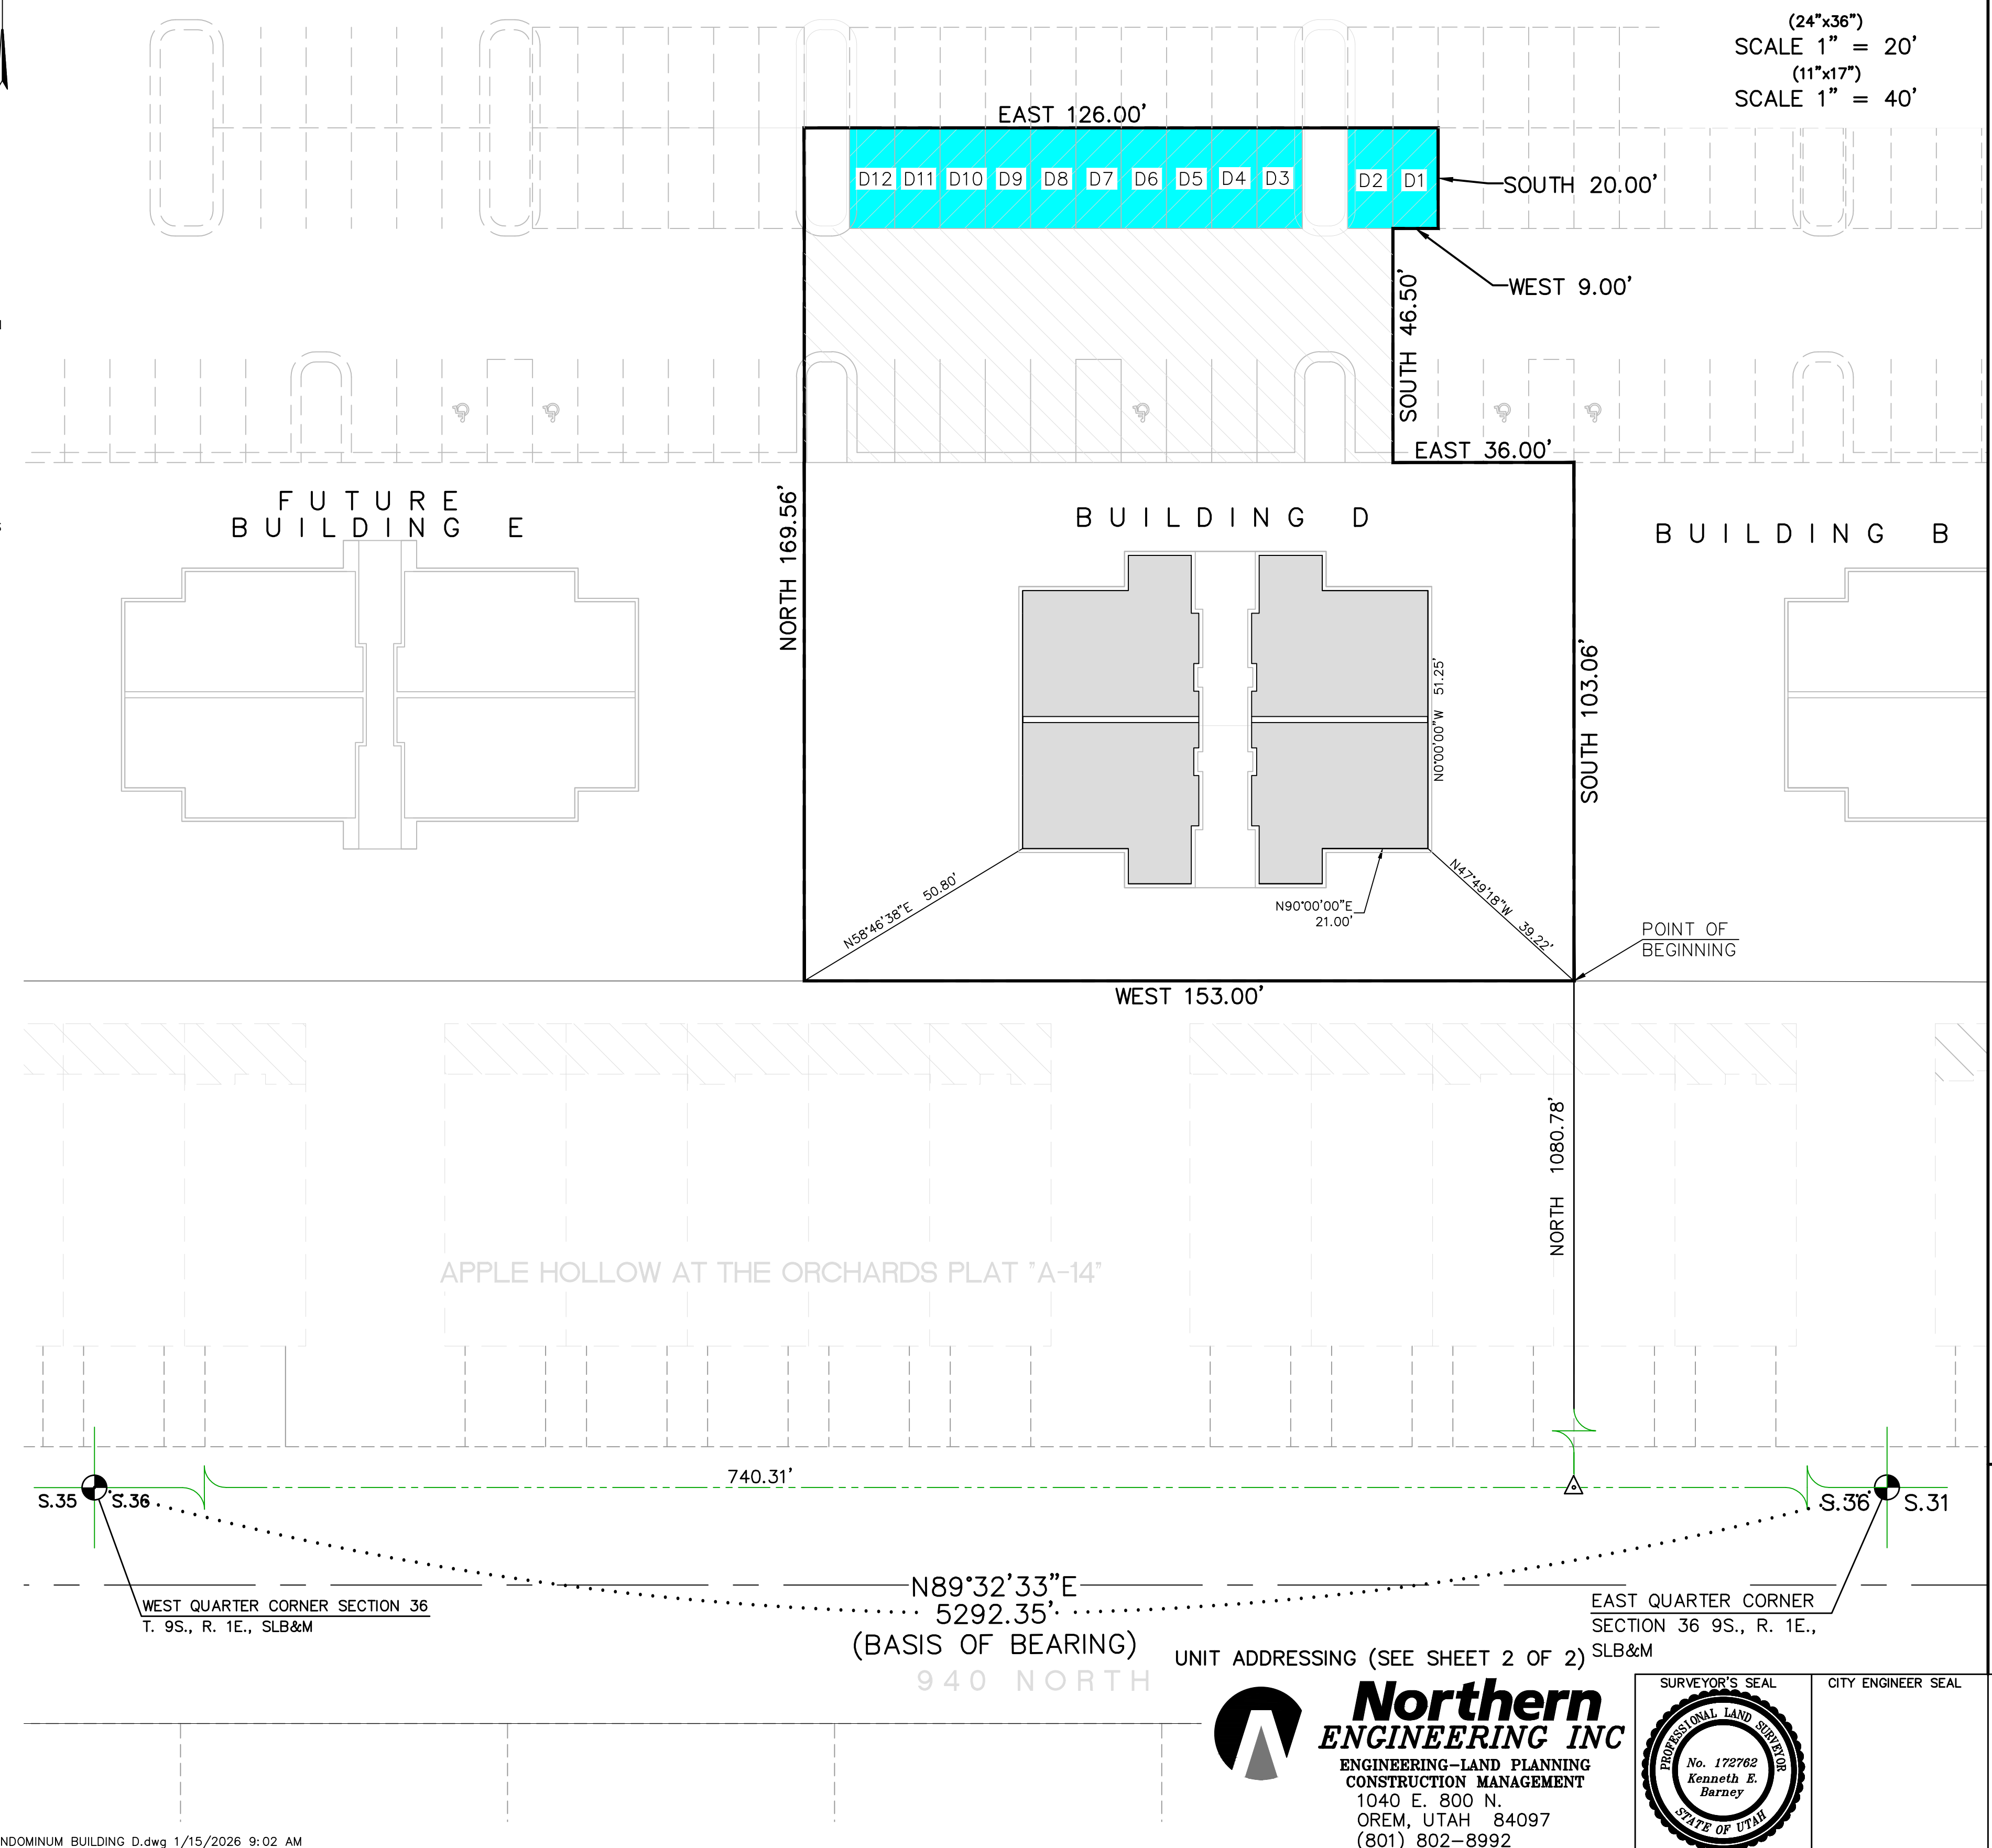 (24"x36")
SCALE 1" = 20'
(11"x17")
SCALE 1" = 40'
EAST 126.00'
D12 D11 D10 D9 D8 D7 D6 D5 D4 D3 D2 D1
SOUTH 20.00'
WEST 9.00'
SOUTH 46.50'
EAST 36.00'
FUTURE
BUILDING E
NORTH 169.56'
BUILDING D
BUILDING B
N0°00'00"W 51.25'
SOUTH 103.06'
N58°46'38"E 50.80'
N90°00'00"E
21.00'
N47°49'18"W 39.22'
POINT OF
BEGINNING
WEST 153.00'
NORTH 1080.78'
APPLE HOLLOW AT THE ORCHARDS PLAT "A-14"
740.31'
S.35 S.36
S.36 S.31
N89°32'33"E
5292.35'
(BASIS OF BEARING)
WEST QUARTER CORNER SECTION 36
T. 9S., R. 1E., SLB&M
EAST QUARTER CORNER
SECTION 36 9S., R. 1E.,
SLB&M
UNIT ADDRESSING (SEE SHEET 2 OF 2)
940 NORTH
Northern
ENGINEERING INC
ENGINEERING-LAND PLANNING
CONSTRUCTION MANAGEMENT
1040 E. 800 N.
OREM, UTAH 84097
(801) 802-8992
SURVEYOR'S SEAL
PROFESSIONAL LAND SURVEYOR
No. 172762
Kenneth E.
Barney
STATE OF UTAH
CITY ENGINEER SEAL
NDOMINUM BUILDING D.dwg 1/15/2026 9:02 AM